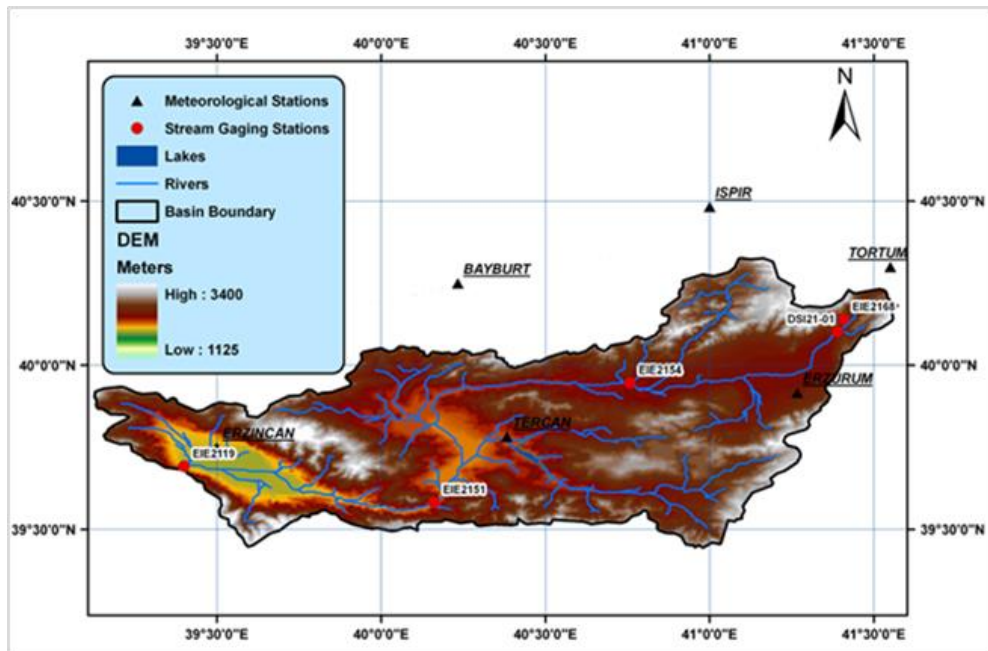 39°30'0"E 40°0'0"E 40°30'0"E 41°0'0"E 41°30'0"E
N
Meteorological Stations
Stream Gaging Stations
Lakes
Rivers
Basin Boundary
DEM
Meters
High : 3400
Low : 1125
40°30'0"N
40°30'0"N
ISPIR
TORTUM
BAYBURT
EIE2168
DSI21-01
40°0'0"N
40°0'0"N
EIE2154
ERZURUM
TERCAN
ERZINCAN
EIE2119
EIE2151
39°30'0"N
39°30'0"N
39°30'0"E 40°0'0"E 40°30'0"E 41°0'0"E 41°30'0"E